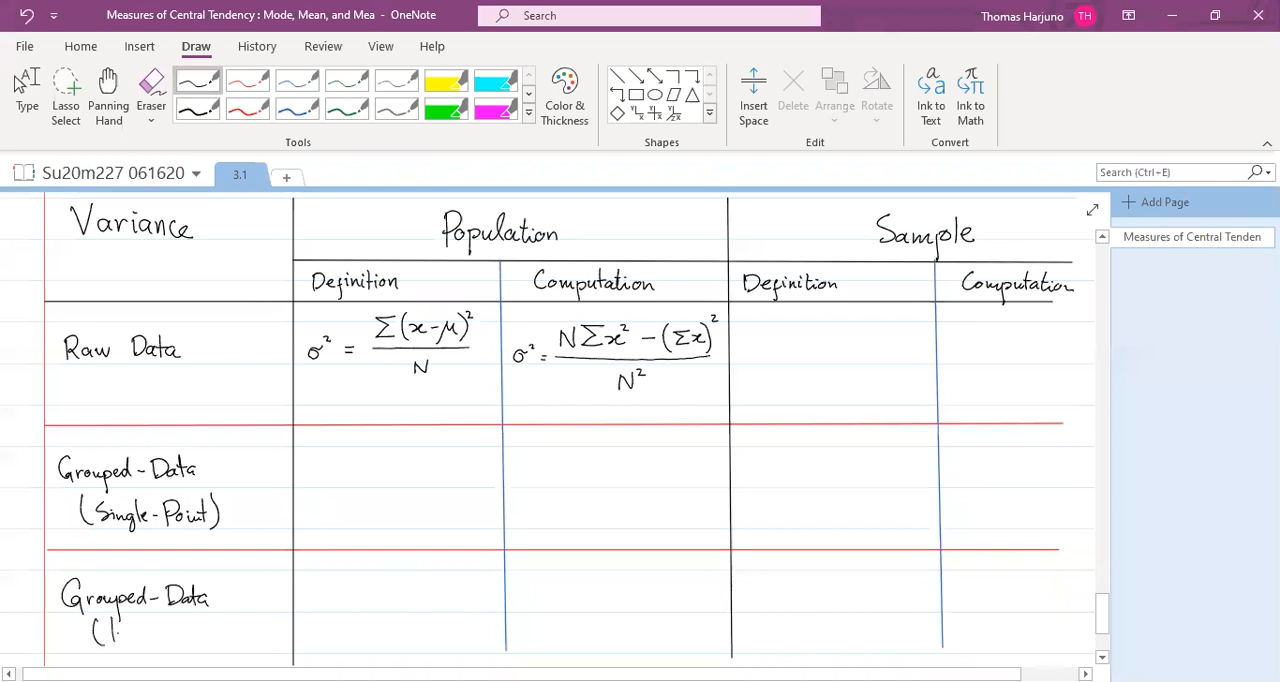 Measures of Central Tendency : Mode, Mean, and Mea - OneNote
Search
Thomas Harjuno TH
File Home Insert Draw History Review View Help
Type
Lasso Select
Panning Hand
Eraser
Color & Thickness
Insert Space
Delete
Arrange
Rotate
Ink to Text
Ink to Math
Tools
Shapes
Edit
Convert
Su20m227 061620
3.1
Search (Ctrl+E)
Add Page
Measures of Central Tenden
Variance Population Sample
Definition Computation Definition Computation
Raw Data σ² = Σ(x-μ)² / N σ² = NΣx² - (Σx)² / N²
Grouped-Data
(Single-Point)
Grouped-Data
(